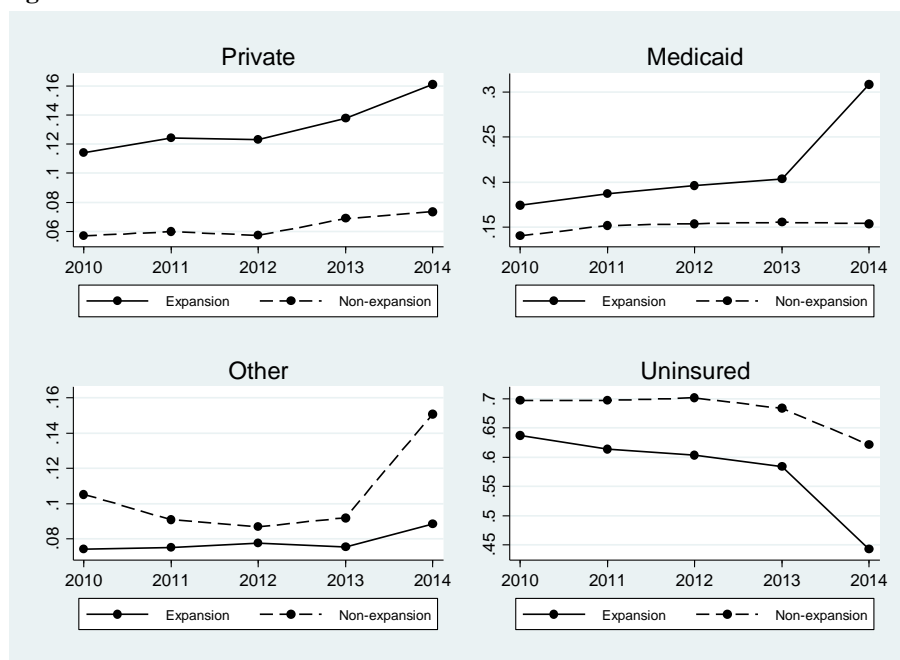 Private
.06 .08 .1 .12 .14 .16
2010 2011 2012 2013 2014
Expansion Non-expansion
Medicaid
.15 .2 .25 .3
2010 2011 2012 2013 2014
Expansion Non-expansion
Other
.08 .1 .12 .14 .16
2010 2011 2012 2013 2014
Expansion Non-expansion
Uninsured
.45 .5 .55 .6 .65 .7
2010 2011 2012 2013 2014
Expansion Non-expansion